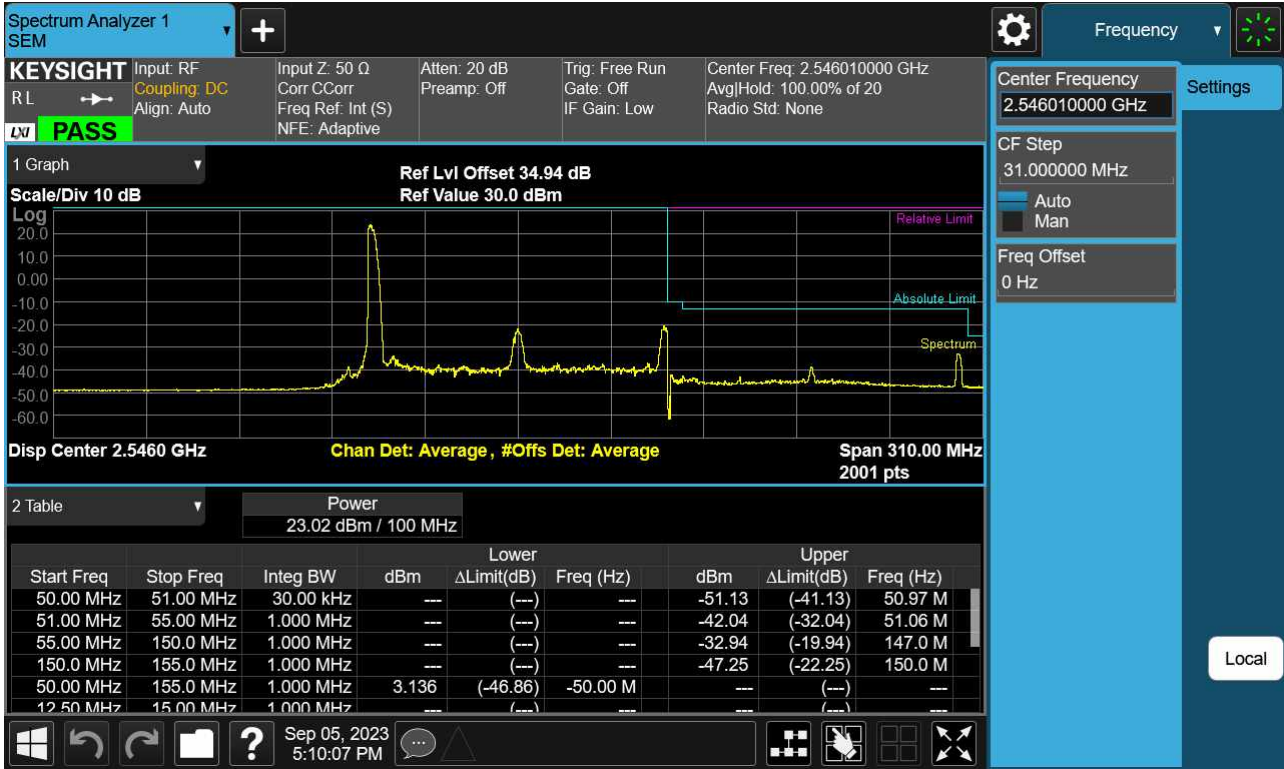 Spectrum Analyzer 1
SEM
Frequency
KEYSIGHT
RL
LXI
PASS
Input: RF
Coupling: DC
Align: Auto
Input Z: 50 Ω
Corr CCorr
Freq Ref: Int (S)
NFE: Adaptive
Atten: 20 dB
Preamp: Off
Trig: Free Run
Gate: Off
IF Gain: Low
Center Freq: 2.546010000 GHz
Avg|Hold: 100.00% of 20
Radio Std: None
Center Frequency
2.546010000 GHz
Settings
CF Step
31.000000 MHz
Auto
Man
Freq Offset
0 Hz
Local
1 Graph
Scale/Div 10 dB
Ref Lvl Offset 34.94 dB
Ref Value 30.0 dBm
Log
20.0
10.0
0.00
-10.0
-20.0
-30.0
-40.0
-50.0
-60.0
Relative Limit
Absolute Limit
Spectrum
Disp Center 2.5460 GHz
Chan Det: Average , #Offs Det: Average
Span 310.00 MHz
2001 pts
2 Table
Power
23.02 dBm / 100 MHz
Lower Upper
Start Freq Stop Freq Integ BW dBm ΔLimit(dB) Freq (Hz) dBm ΔLimit(dB) Freq (Hz)
50.00 MHz 51.00 MHz 30.00 kHz --- (---) --- -51.13 (-41.13) 50.97 M
51.00 MHz 55.00 MHz 1.000 MHz --- (---) --- -42.04 (-32.04) 51.06 M
55.00 MHz 150.0 MHz 1.000 MHz --- (---) --- -32.94 (-19.94) 147.0 M
150.0 MHz 155.0 MHz 1.000 MHz --- (---) --- -47.25 (-22.25) 150.0 M
50.00 MHz 155.0 MHz 1.000 MHz 3.136 (-46.86) -50.00 M --- (---) ---
12.50 MHz 15.00 MHz 1.000 MHz --- (---) --- --- (---) ---
Sep 05, 2023
5:10:07 PM